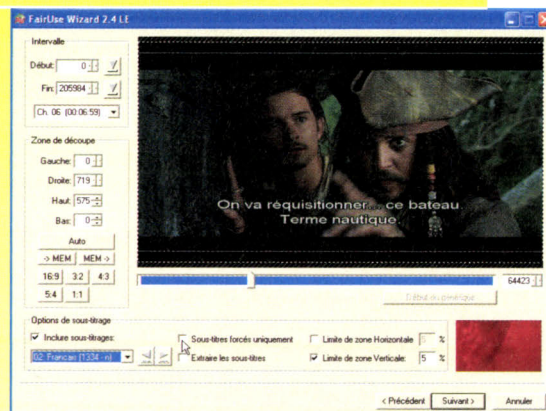 FairUse Wizard 2.4 LE
Intervalle
Début: 0
Fin: 205984
Ch. 06 (00:06:59)
Zone de découpe
Gauche: 0
Droite: 719
Haut: 575
Bas: 0
Auto
-> MEM MEM ->
16:9 3:2 4:3
5:4 1:1
On va réquisitionner... ce bateau.
Terme nautique.
64423
Début du générique
Options de sous-titrage
Inclure sous-titrages:
Sous-titres forcés uniquement
Limite de zone Horizontale 5 %
02: Francais (1334 - n)
Extraire les sous-titres
Limite de zone Verticale: 5 %
< Précédent Suivant > Annuler